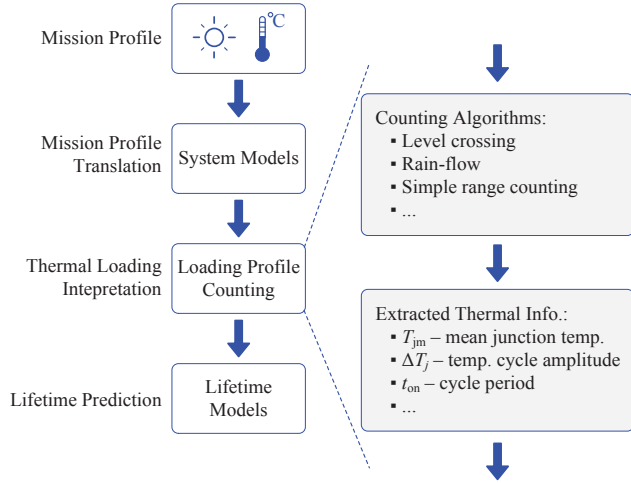 Mission Profile
°C
Mission Profile
Translation
System Models
Thermal Loading
Intepretation
Loading Profile
Counting
Lifetime Prediction
Lifetime
Models
Counting Algorithms:
▪ Level crossing
▪ Rain-flow
▪ Simple range counting
▪ ...
Extracted Thermal Info.:
▪ Tjm – mean junction temp.
▪ ΔTj – temp. cycle amplitude
▪ ton – cycle period
▪ ...